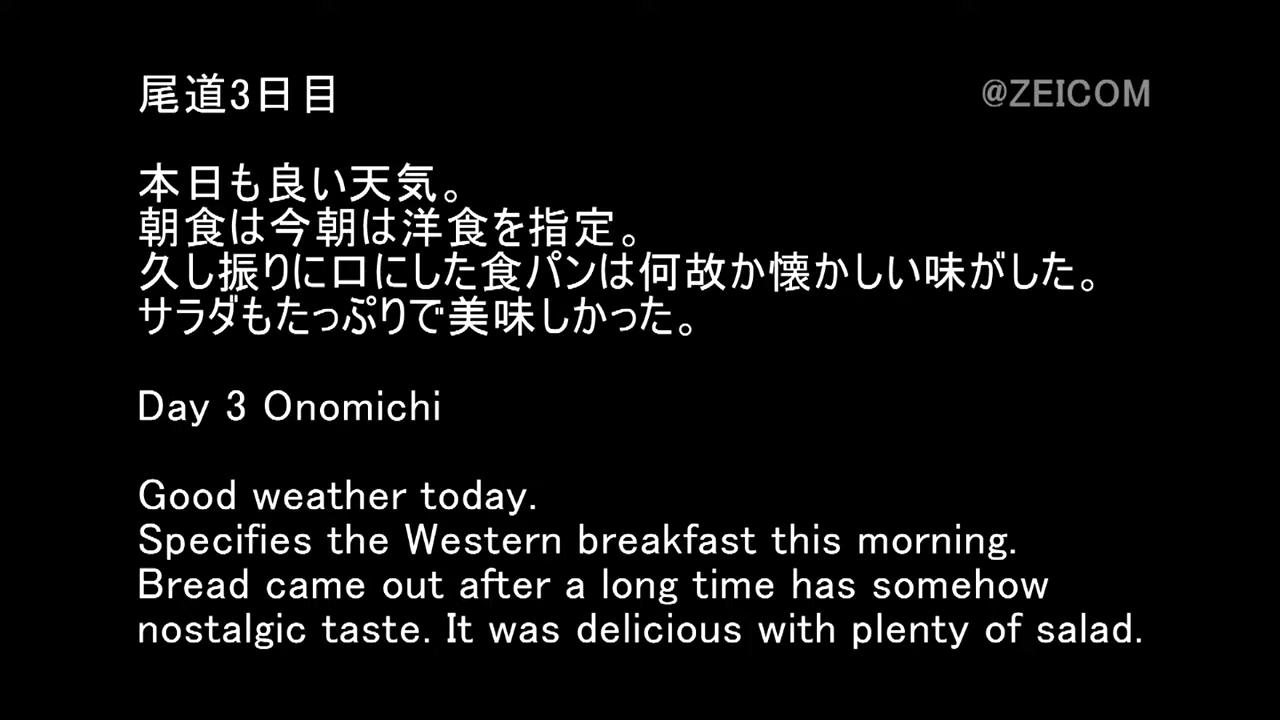 尾道3日目
@ZEICOM
本日も良い天気。
朝食は今朝は洋食を指定。
久し振りに口にした食パンは何故か懐かしい味がした。
サラダもたっぷりで美味しかった。
Day 3 Onomichi
Good weather today.
Specifies the Western breakfast this morning.
Bread came out after a long time has somehow
nostalgic taste. It was delicious with plenty of salad.